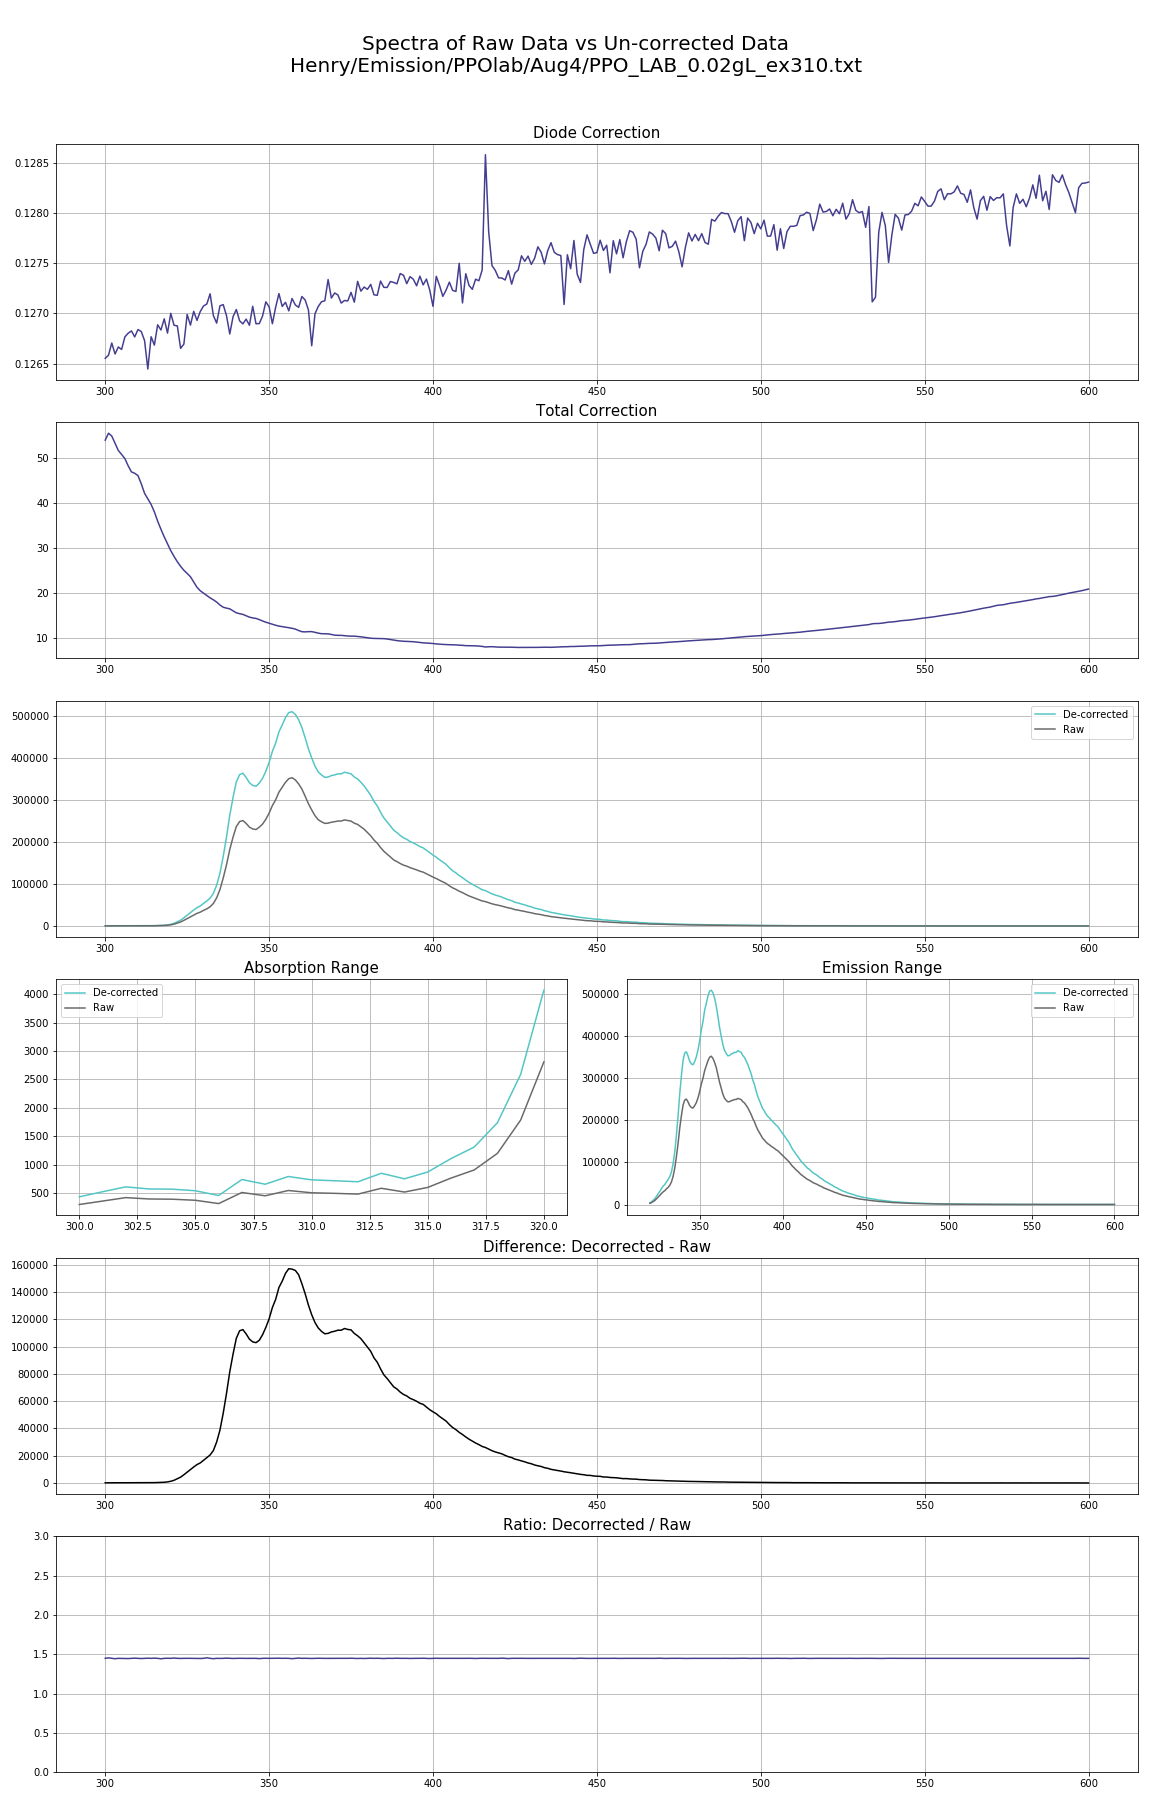 Spectra of Raw Data vs Un-corrected Data
Henry/Emission/PPOlab/Aug4/PPO_LAB_0.02gL_ex310.txt
Diode Correction
0.1285
0.1280
0.1275
0.1270
0.1265
300 350 400 450 500 550 600
Total Correction
50
40
30
20
10
300 350 400 450 500 550 600
500000
400000
300000
200000
100000
0
De-corrected
Raw
300 350 400 450 500 550 600
Absorption Range
4000
3500
3000
2500
2000
1500
1000
500
De-corrected
Raw
300.0 302.5 305.0 307.5 310.0 312.5 315.0 317.5 320.0
Emission Range
500000
400000
300000
200000
100000
0
De-corrected
Raw
350 400 450 500 550 600
Difference: Decorrected - Raw
160000
140000
120000
100000
80000
60000
40000
20000
0
300 350 400 450 500 550 600
Ratio: Decorrected / Raw
3.0
2.5
2.0
1.5
1.0
0.5
0.0
300 350 400 450 500 550 600